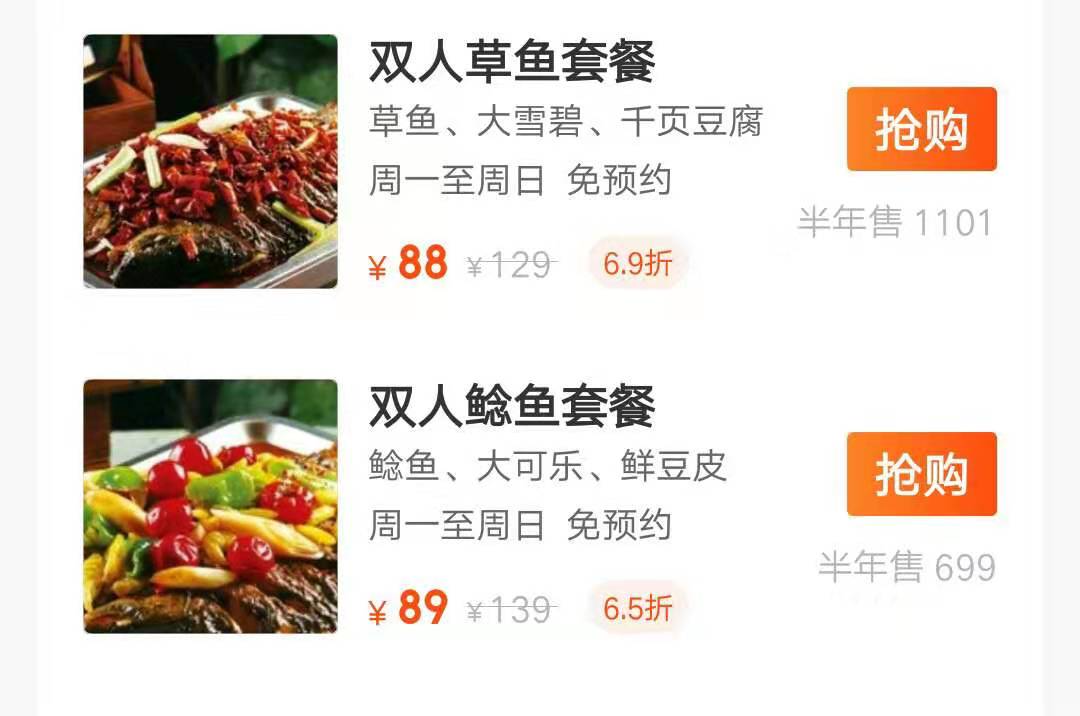 双人草鱼套餐
草鱼、大雪碧、千页豆腐
周一至周日 免预约
¥ 88 ¥129 6.9折
抢购
半年售 1101
双人鲶鱼套餐
鲶鱼、大可乐、鲜豆皮
周一至周日 免预约
¥ 89 ¥139 6.5折
抢购
半年售 699